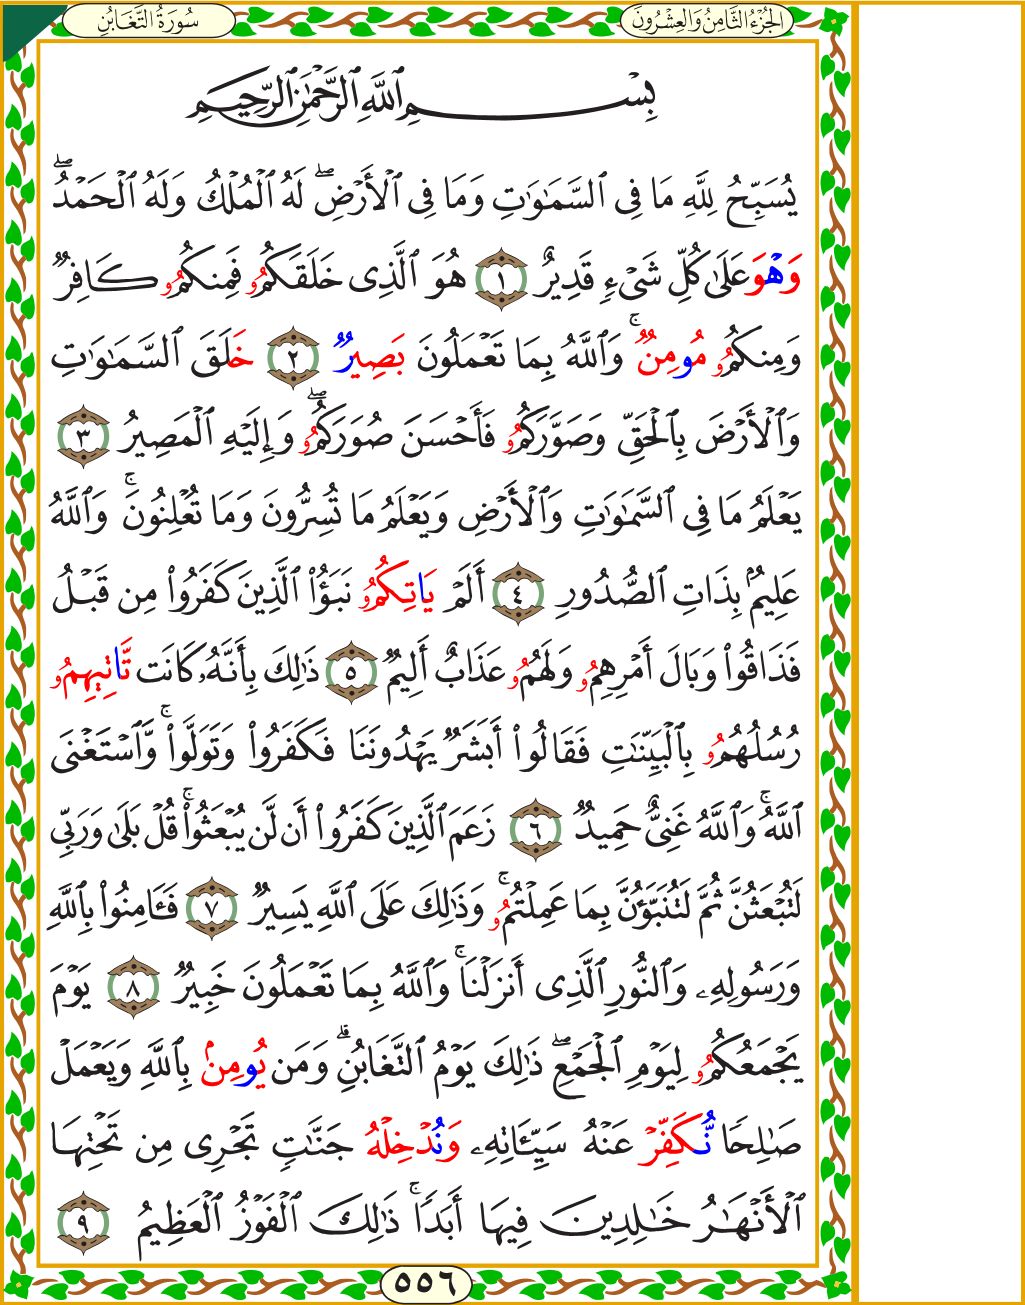 الجُزْءُ الثَّامِنُ وَالعِشْرُونَ
سُورَةُ التَّغَابُنِ
بِسْمِ ٱللَّهِ ٱلرَّحْمَٰنِ ٱلرَّحِيمِ
يُسَبِّحُ لِلَّهِ مَا فِى ٱلسَّمَٰوَٰتِ وَمَا فِى ٱلْأَرْضِ ۖ لَهُ ٱلْمُلْكُ وَلَهُ ٱلْحَمْدُ ۖ
وَهْوَ عَلَىٰ كُلِّ شَىْءٍ قَدِيرٌ ١ هُوَ ٱلَّذِى خَلَقَكُمُۥ فَمِنكُمُۥ كَافِرٌ
وَمِنكُمُۥ مُومِنٌ ۚ وَٱللَّهُ بِمَا تَعْمَلُونَ بَصِيرٌ ٢ خَلَقَ ٱلسَّمَٰوَٰتِ
وَٱلْأَرْضَ بِٱلْحَقِّ وَصَوَّرَكُمُۥ فَأَحْسَنَ صُوَرَكُمُۥ ۖ وَإِلَيْهِ ٱلْمَصِيرُ ٣
يَعْلَمُ مَا فِى ٱلسَّمَٰوَٰتِ وَٱلْأَرْضِ وَيَعْلَمُ مَا تُسِرُّونَ وَمَا تُعْلِنُونَ ۚ وَٱللَّهُ
عَلِيمٌۢ بِذَاتِ ٱلصُّدُورِ ٤ أَلَمْ يَاتِكُمُۥ نَبَؤُا۟ ٱلَّذِينَ كَفَرُوا۟ مِن قَبْلُ
فَذَاقُوا۟ وَبَالَ أَمْرِهِمُۥ وَلَهُمُۥ عَذَابٌ أَلِيمٌ ٥ ذَٰلِكَ بِأَنَّهُۥ كَانَت تَّاتِيهِمُۥ
رُسُلُهُمُۥ بِٱلْبَيِّنَٰتِ فَقَالُوٓا۟ أَبَشَرٌ يَهْدُونَنَا فَكَفَرُوا۟ وَتَوَلَّوا۟ ۚ وَّٱسْتَغْنَى
ٱللَّهُ ۚ وَٱللَّهُ غَنِىٌّ حَمِيدٌ ٦ زَعَمَ ٱلَّذِينَ كَفَرُوٓا۟ أَن لَّن يُبْعَثُوا۟ ۚ قُلْ بَلَىٰ وَرَبِّى
لَتُبْعَثُنَّ ثُمَّ لَتُنَبَّؤُنَّ بِمَا عَمِلْتُمُۥ ۚ وَذَٰلِكَ عَلَى ٱللَّهِ يَسِيرٌ ٧ فَـَٔامِنُوا۟ بِٱللَّهِ
وَرَسُولِهِۦ وَٱلنُّورِ ٱلَّذِىٓ أَنزَلْنَا ۚ وَٱللَّهُ بِمَا تَعْمَلُونَ خَبِيرٌ ٨ يَوْمَ
يَجْمَعُكُمُۥ لِيَوْمِ ٱلْجَمْعِ ۖ ذَٰلِكَ يَوْمُ ٱلتَّغَابُنِ ۗ وَمَن يُومِنۢ بِٱللَّهِ وَيَعْمَلْ
صَٰلِحًا نُّكَفِّرْ عَنْهُ سَيِّـَٔاتِهِۦ وَنُدْخِلْهُ جَنَّٰتٍ تَجْرِى مِن تَحْتِهَا
ٱلْأَنْهَٰرُ خَٰلِدِينَ فِيهَآ أَبَدًا ۚ ذَٰلِكَ ٱلْفَوْزُ ٱلْعَظِيمُ ٩
٥٥٦